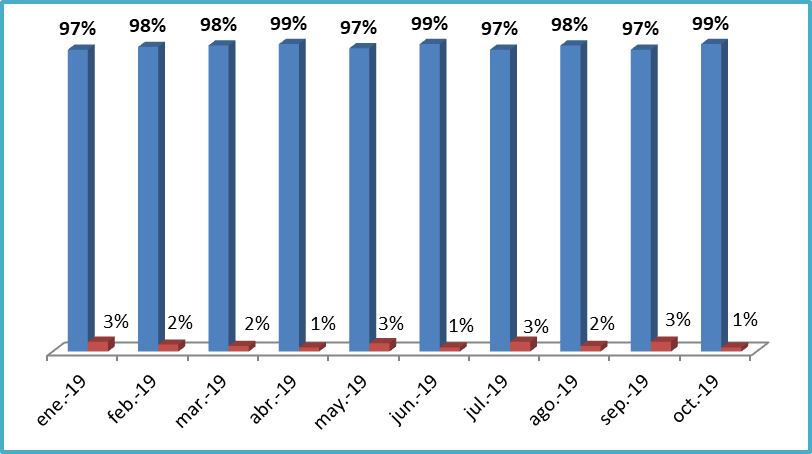 97% 98% 98% 99% 97% 99% 97% 98% 97% 99%
3% 2% 2% 1% 3% 1% 3% 2% 3% 1%
ene.-19 feb.-19 mar.-19 abr.-19 may.-19 jun.-19 jul.-19 ago.-19 sep.-19 oct.-19